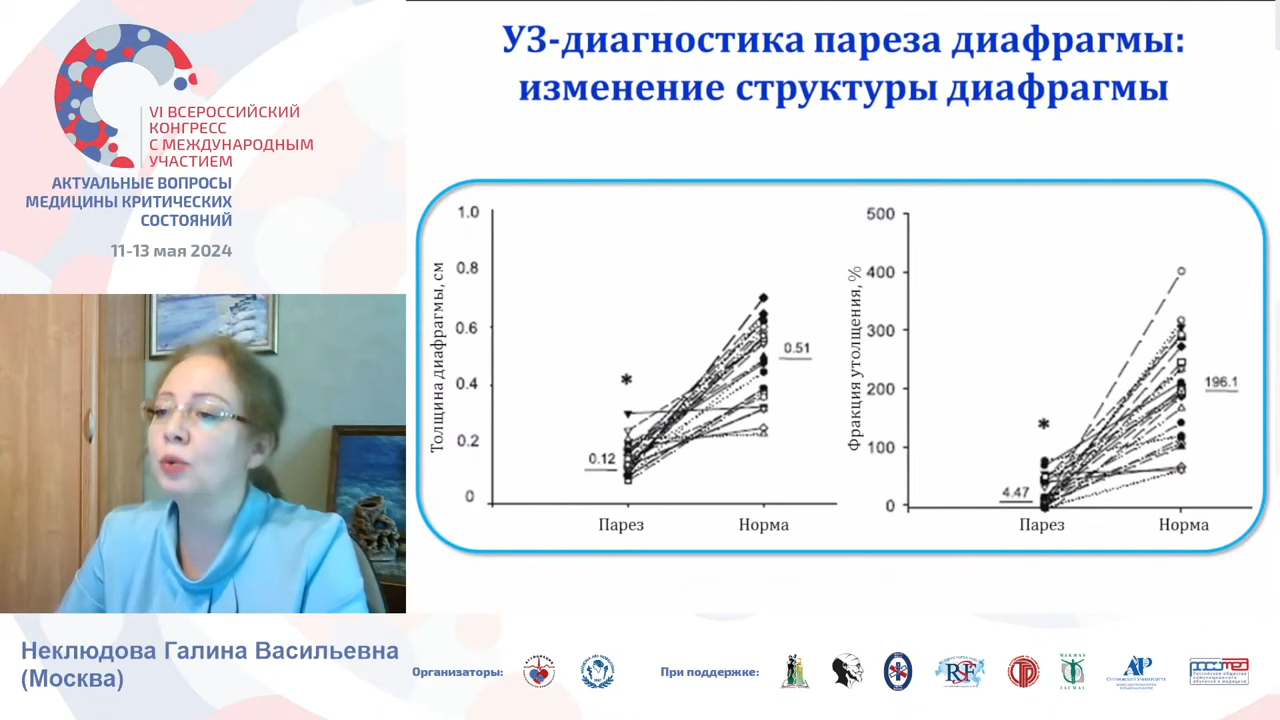 VI ВСЕРОССИЙСКИЙ
КОНГРЕСС
С МЕЖДУНАРОДНЫМ
УЧАСТИЕМ
АКТУАЛЬНЫЕ ВОПРОСЫ
МЕДИЦИНЫ КРИТИЧЕСКИХ
СОСТОЯНИЙ
11-13 мая 2024
УЗ-диагностика пареза диафрагмы:
изменение структуры диафрагмы
Толщина диафрагмы, см
1.0
0.8
0.6
0.4
0.2
0
*
0.12
0.51
Парез
Норма
Фракция утолщения, %
500
400
300
200
100
0
*
4.47
196.1
Парез
Норма
Неклюдова Галина Васильевна
(Москва)
Организаторы:
При поддержке: